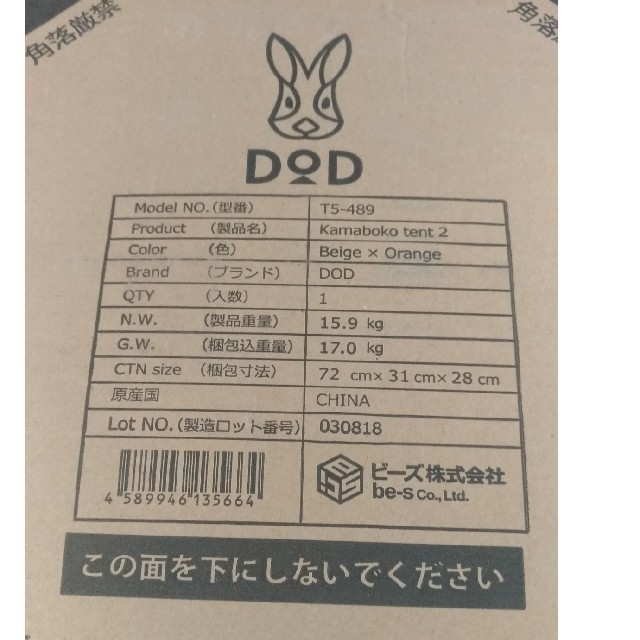 角落厳禁
角落
DOD
Model NO.（型番） T5-489
Product （製品名） Kamaboko tent 2
Color （色） Beige × Orange
Brand （ブランド） DOD
QTY （入数） 1
N.W. （製品重量） 15.9 kg
G.W. （梱包込重量） 17.0 kg
CTN size （梱包寸法） 72 cm× 31 cm× 28 cm
原産国 CHINA
Lot NO.（製造ロット番号） 030818
4 589946 135664
ビーズ株式会社
be-s Co., Ltd.
この面を下にしないでください